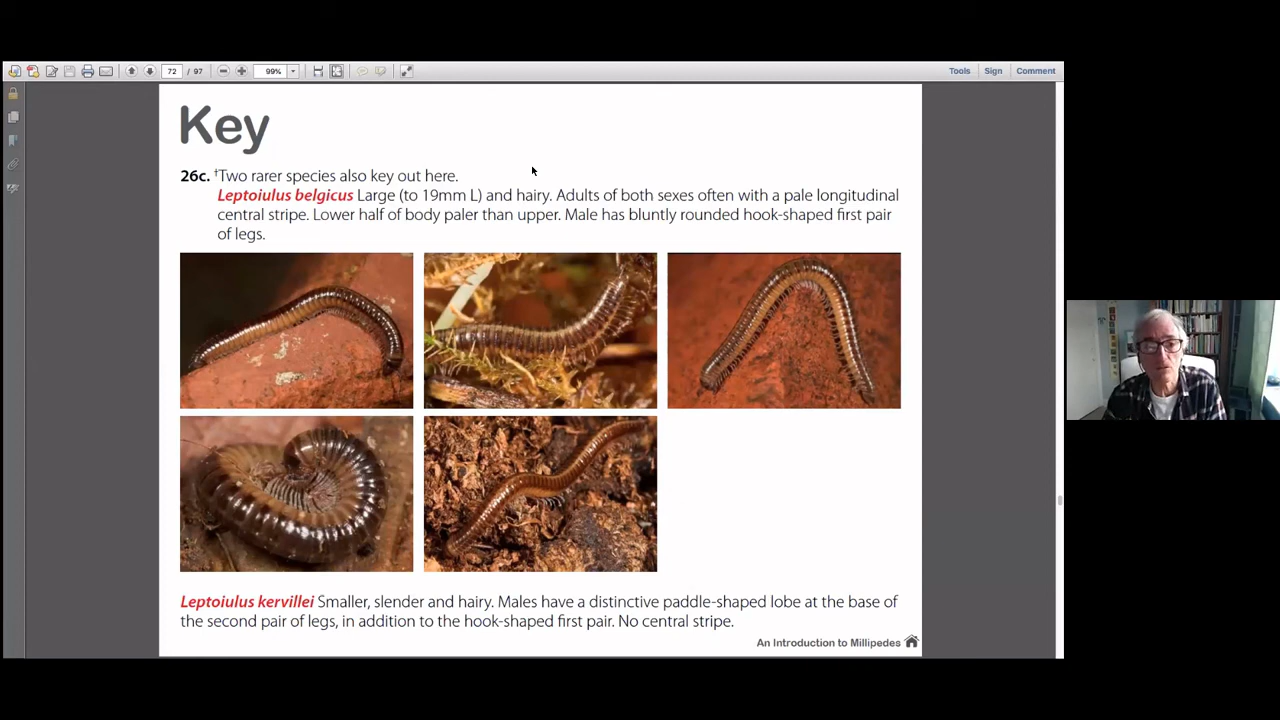 72 / 97
99%
Tools Sign Comment
Key
26c. †Two rarer species also key out here.
Leptoiulus belgicus Large (to 19mm L) and hairy. Adults of both sexes often with a pale longitudinal
central stripe. Lower half of body paler than upper. Male has bluntly rounded hook-shaped first pair
of legs.
Leptoiulus kervillei Smaller, slender and hairy. Males have a distinctive paddle-shaped lobe at the base of
the second pair of legs, in addition to the hook-shaped first pair. No central stripe.
An Introduction to Millipedes